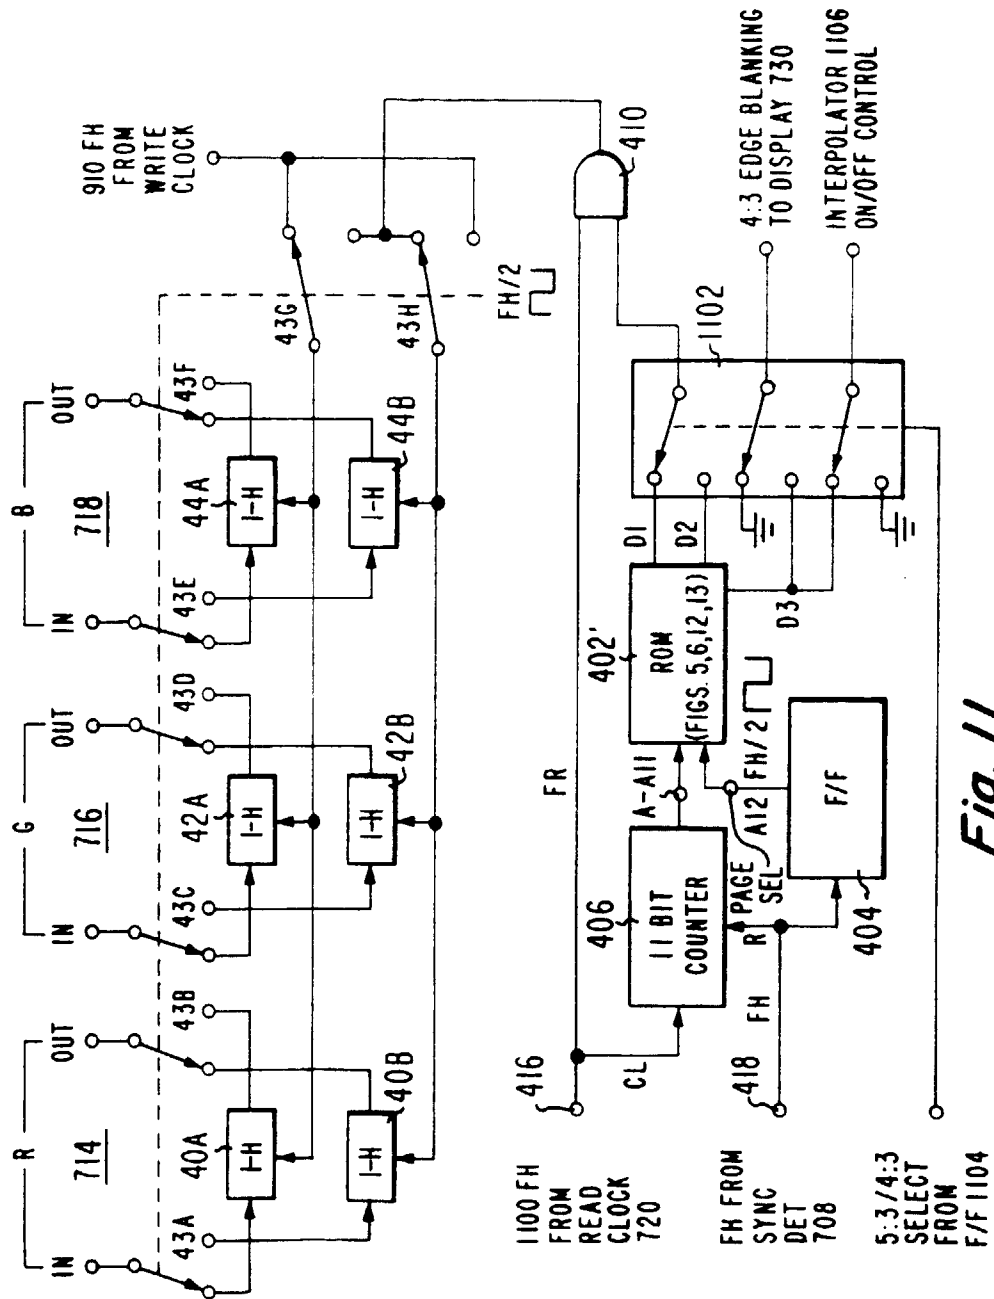 R
G
B
IN
714
OUT
IN
716
OUT
IN
718
OUT
910 FH
FROM
WRITE
CLOCK
43A
40A
43B
43C
42A
43D
43E
44A
43F
43G
1-H
1-H
1-H
40B
42B
44B
43H
1-H
1-H
1-H
FH/2
1100 FH
FROM
READ
CLOCK
720
416
FR
410
CL
406
11 BIT
COUNTER
R
A-A11
402'
ROM
(FIGS. 5,6,12,13)
D1
D2
D3
1102
4:3 EDGE BLANKING
TO DISPLAY 730
INTERPOLATOR 1106
ON/OFF CONTROL
FH FROM
SYNC
DET
708
418
FH
PAGE
SEL
A12
FH/2
404
F/F
5:3/4:3
SELECT
FROM
F/F 1104
Fig. 11